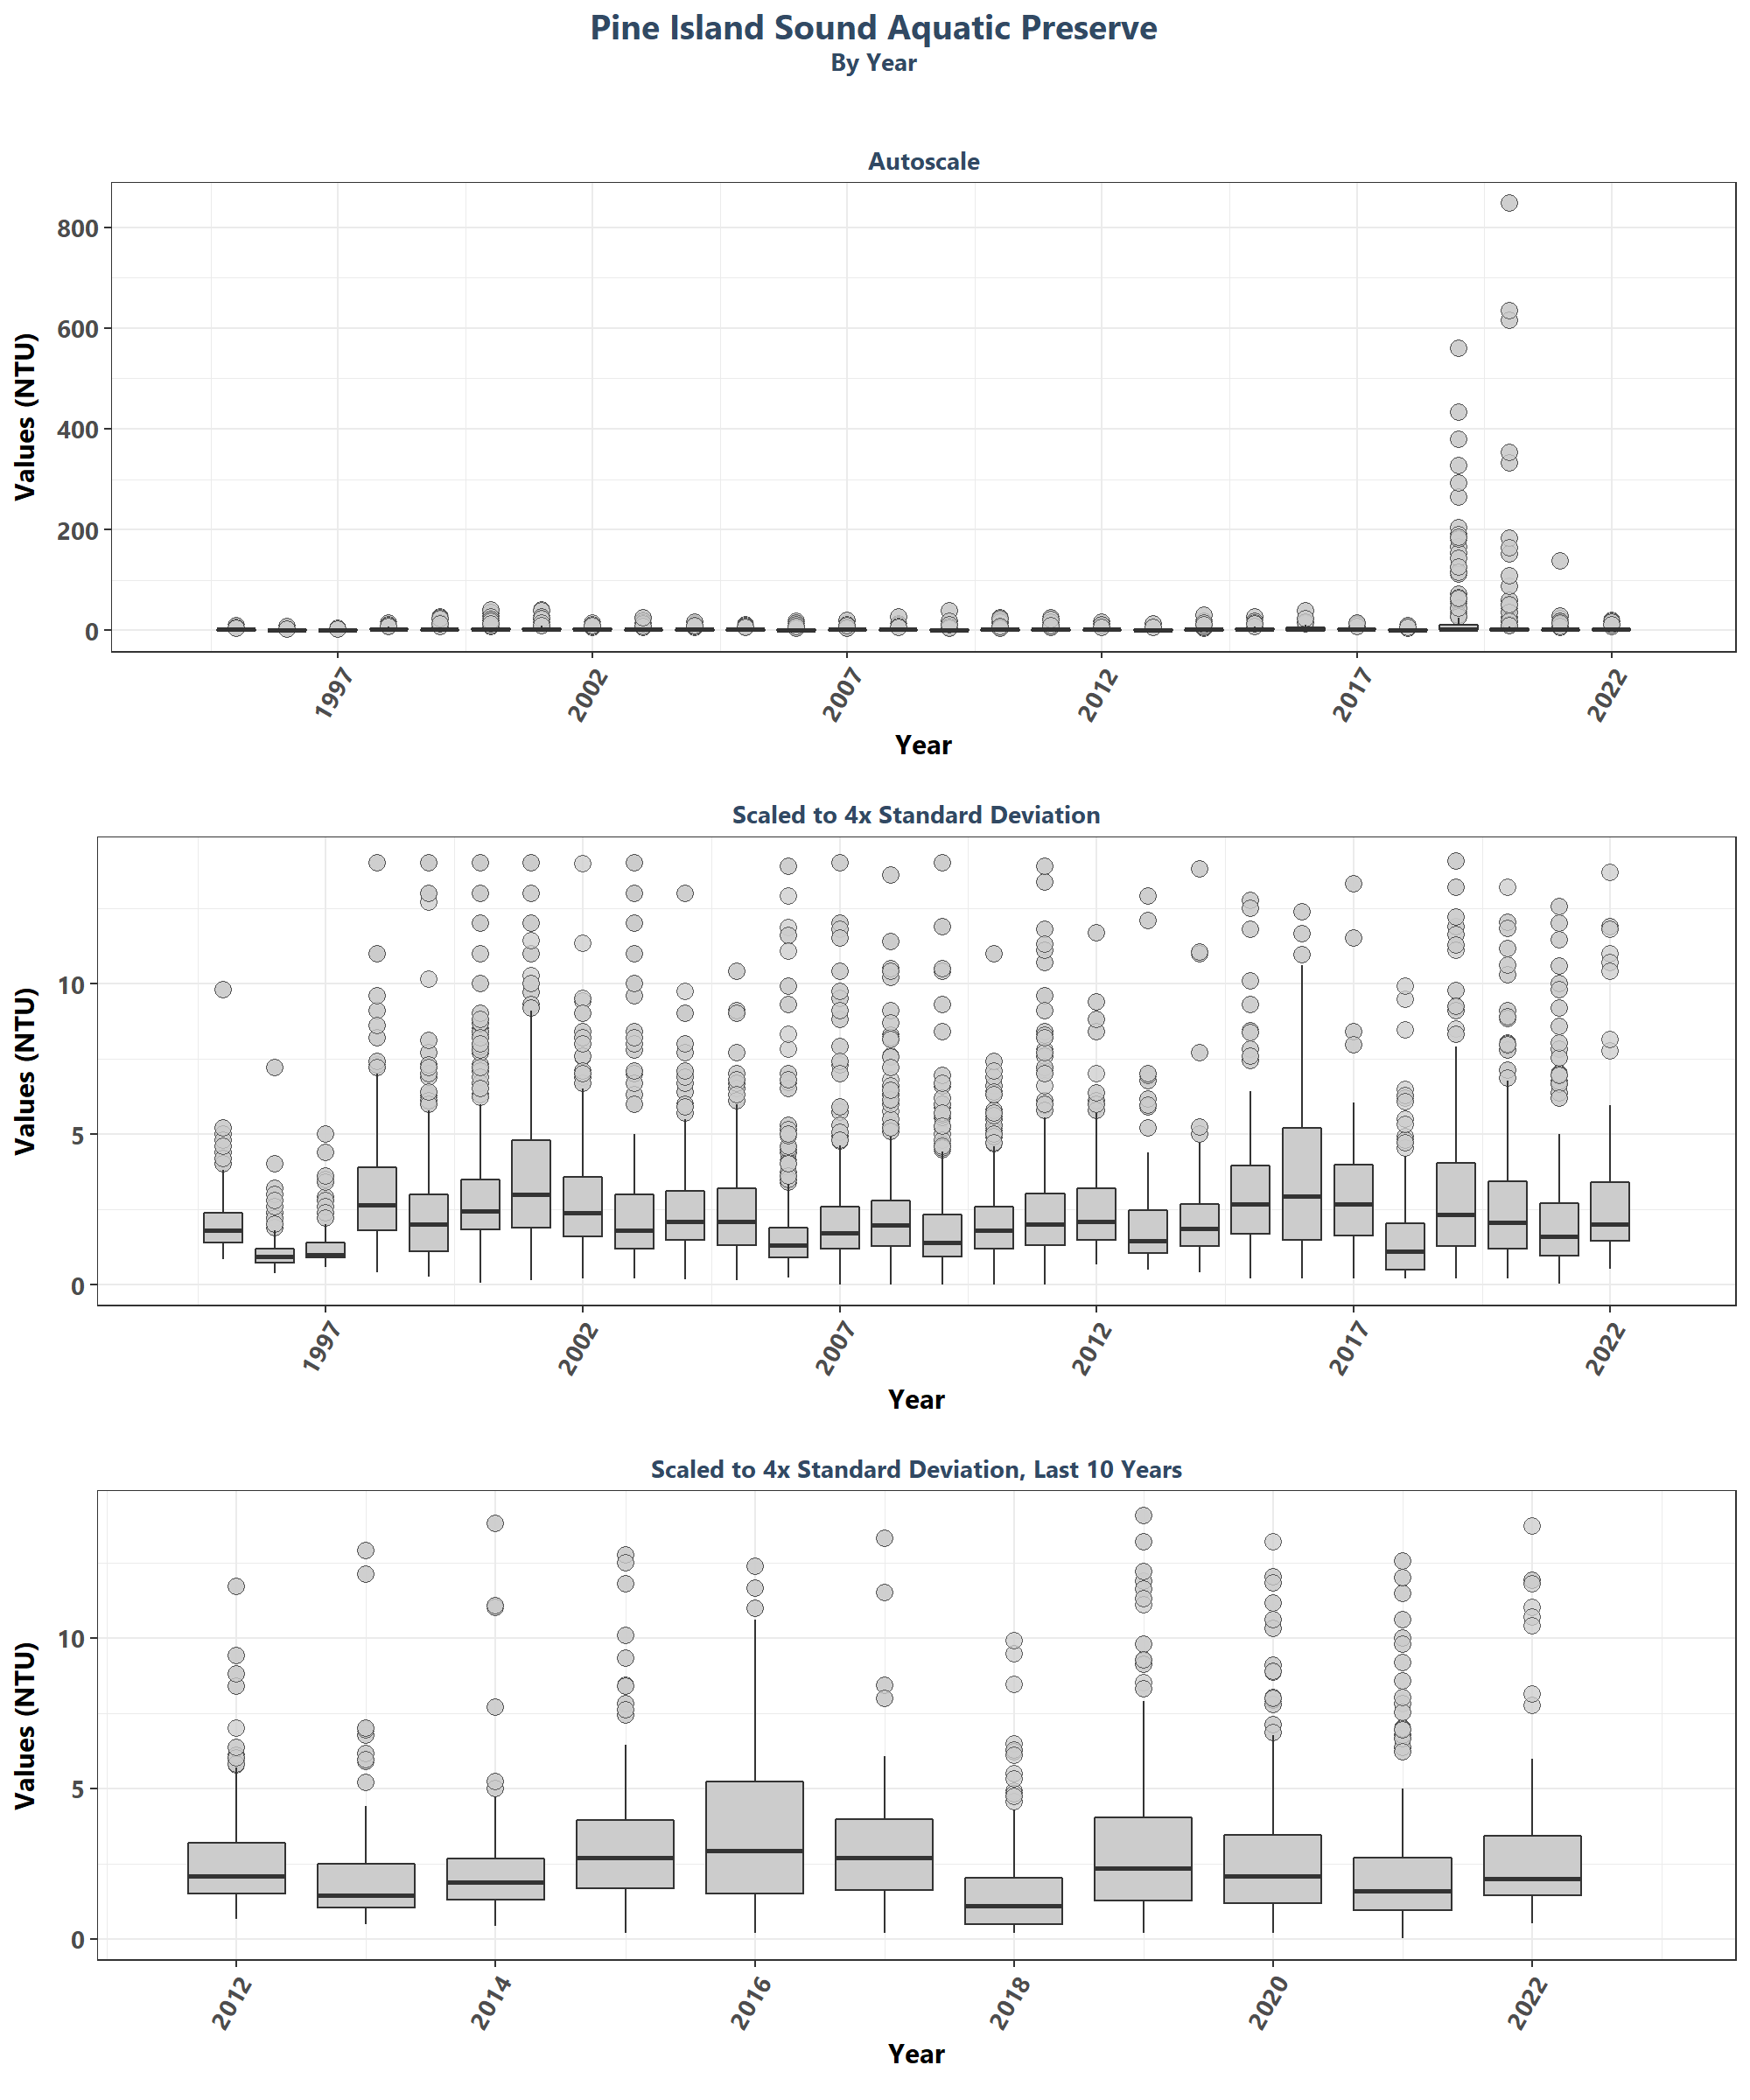 Pine Island Sound Aquatic Preserve
By Year
Autoscale
Values (NTU)
800
600
400
200
0
1997
2002
2007
2012
2017
2022
Year
Scaled to 4x Standard Deviation
Values (NTU)
10
5
0
1997
2002
2007
2012
2017
2022
Year
Scaled to 4x Standard Deviation, Last 10 Years
Values (NTU)
10
5
0
2012
2014
2016
2018
2020
2022
Year